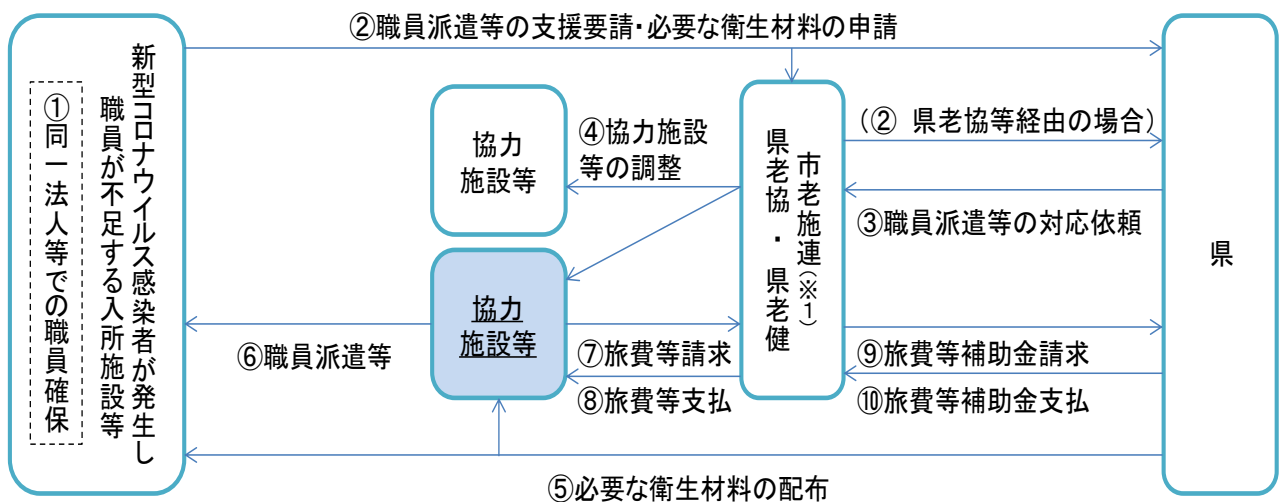 ②職員派遣等の支援要請・必要な衛生材料の申請
新型コロナウイルス感染者が発生し
職員が不足する入所施設等
①同一法人等での職員確保
協力
施設等
④協力施設
等の調整
市老施連(※1)
県老協・県老健
(② 県老協等経由の場合)
③職員派遣等の対応依頼
県
協力
施設等
⑥職員派遣等
⑦旅費等請求
⑧旅費等支払
⑨旅費等補助金請求
⑩旅費等補助金支払
⑤必要な衛生材料の配布